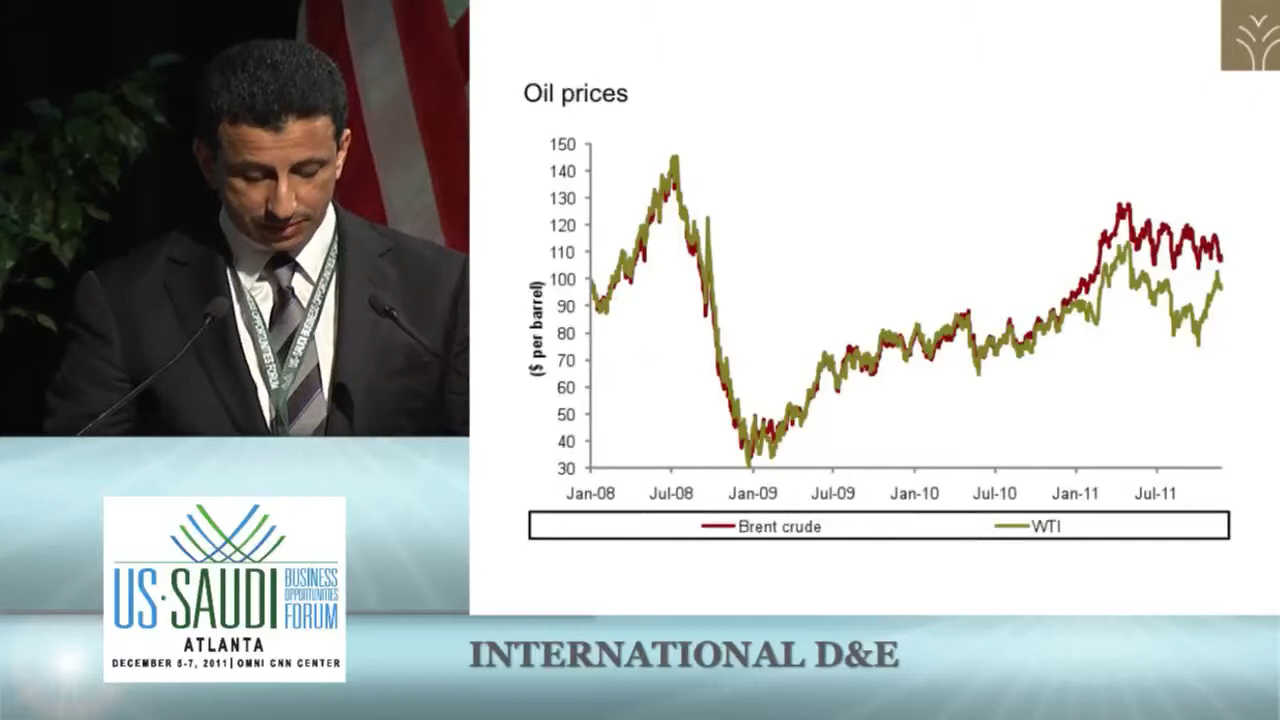 Oil prices
150
140
130
120
110
100
90
80
70
60
50
40
30
($ per barrel)
Jan-08 Jul-08 Jan-09 Jul-09 Jan-10 Jul-10 Jan-11 Jul-11
Brent crude WTI
US·SAUDI
BUSINESS
OPPORTUNITIES
FORUM
ATLANTA
DECEMBER 5-7, 2011 | OMNI CNN CENTER
INTERNATIONAL D&E